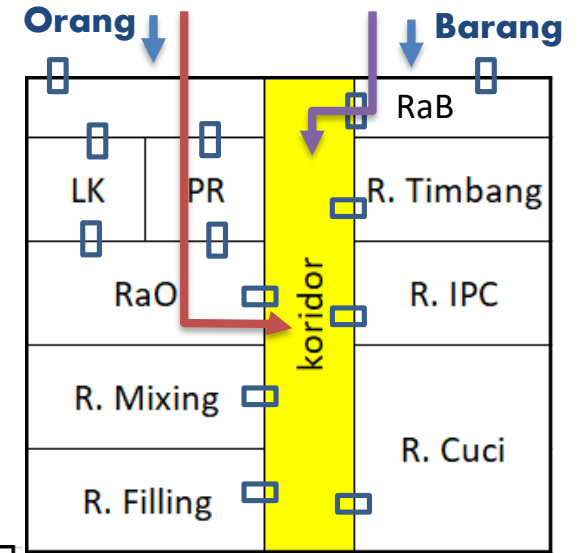 Orang
Barang
RaB
LK
PR
R. Timbang
RaO
koridor
R. IPC
R. Mixing
R. Cuci
R. Filling